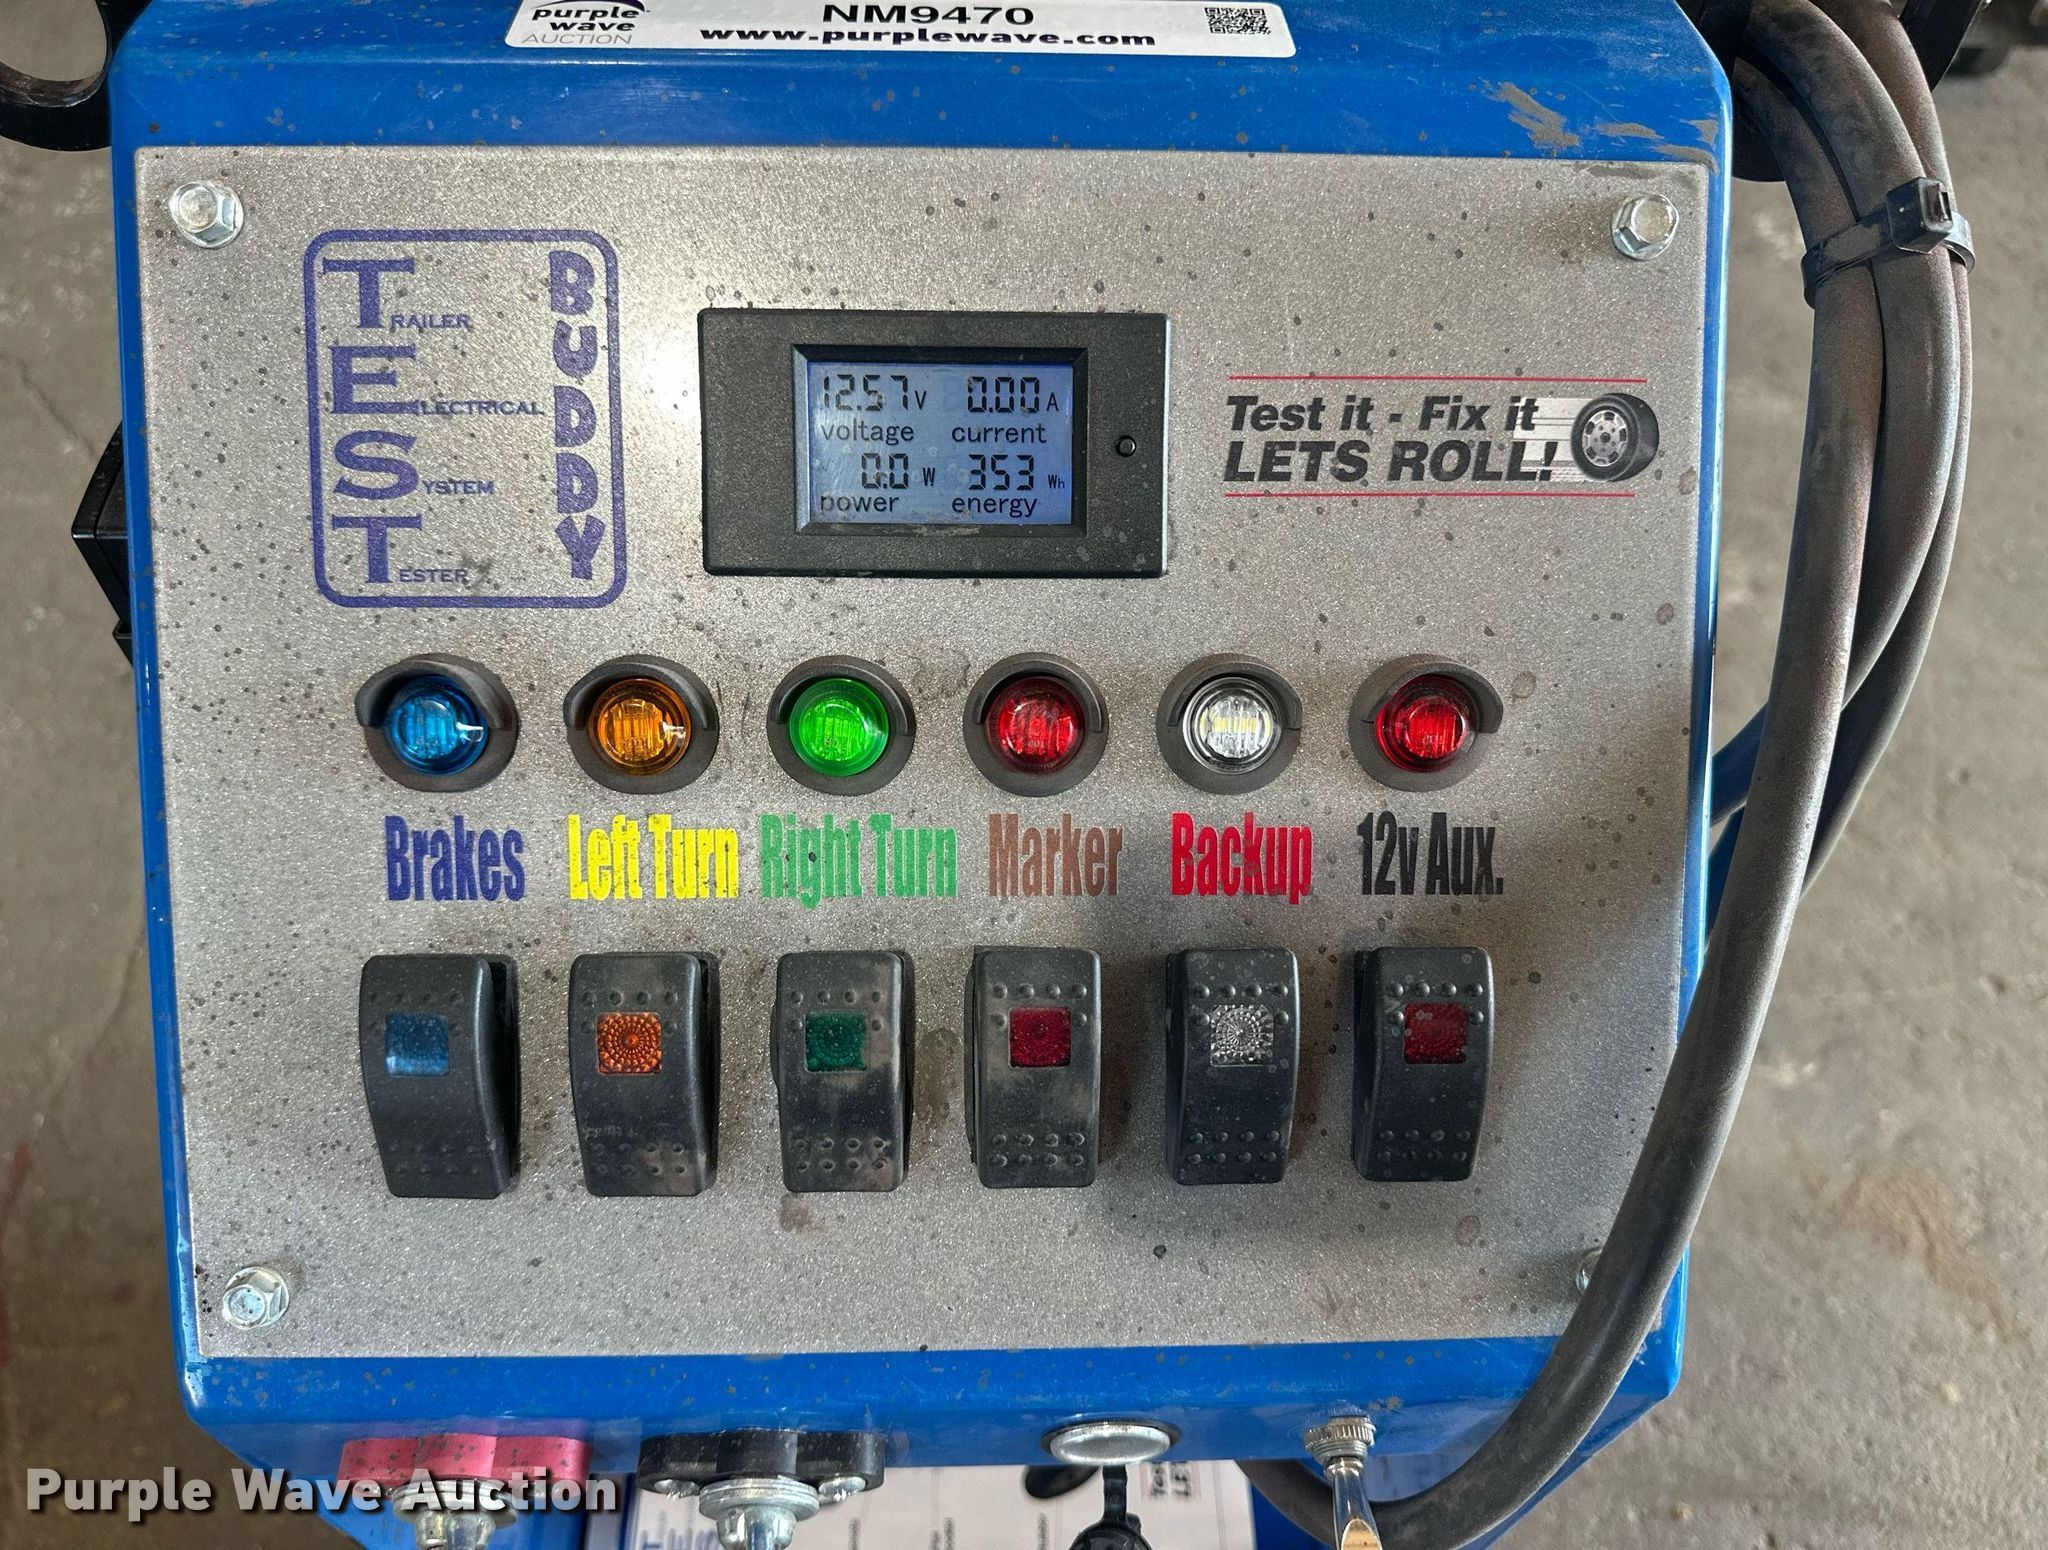 purple
wave
AUCTION
NM9470
www.purplewave.com
TRAILER
ELECTRICAL
SYSTEM
TESTER
BUDDY
12.57 V 0.00 A
voltage current
0.0 W 353 Wh
power energy
Test it - Fix it
LETS ROLL!
Brakes Left Turn Right Turn Marker Backup 12v Aux.
Purple Wave Auction